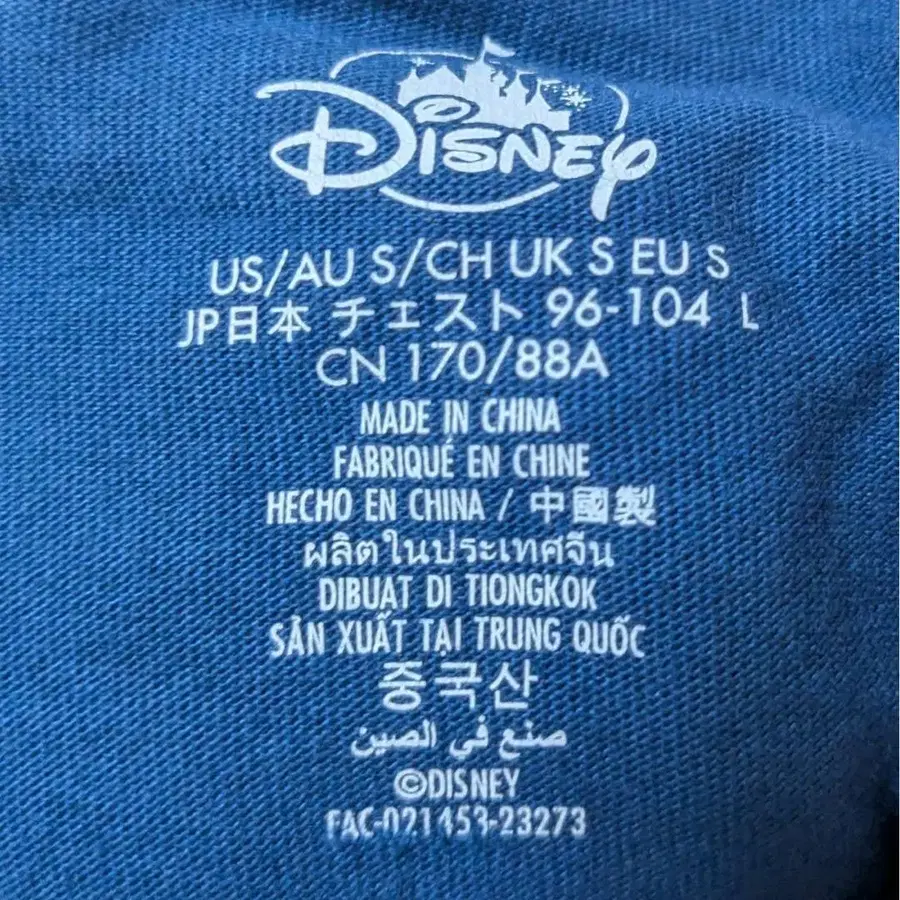 DISNEY
US/AU S/CH UK S EU S
JP日本 チェスト 96-104 L
CN 170/88A
MADE IN CHINA
FABRIQUÉ EN CHINE
HECHO EN CHINA / 中國製
ผลิตในประเทศจีน
DIBUAT DI TIONGKOK
SẢN XUẤT TẠI TRUNG QUỐC
중국산
صنع في الصين
©DISNEY
FAC-021453-23273